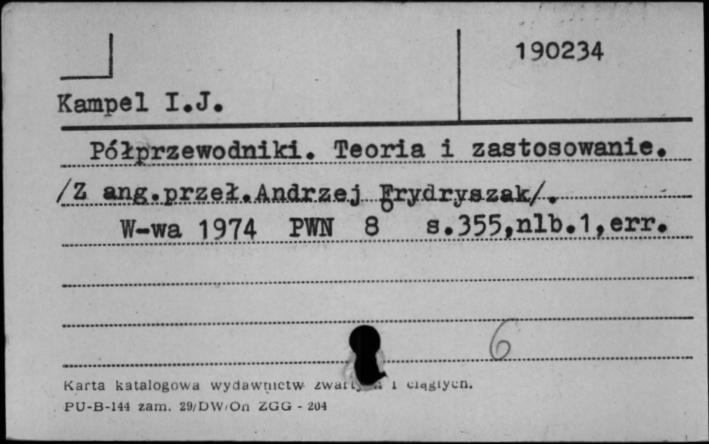 190234
Kampel I.J.
Półprzewodniki. Teoria i zastosowanie.
/Z ang.przeł.Andrzej Frydryszak/.
W-wa 1974 PWN 8° s.355,nlb.1,err.
6
Karta katalogowa wydawnictw i ciągłych.
PU-B-144 zam. 29/DW/On ZGG - 204